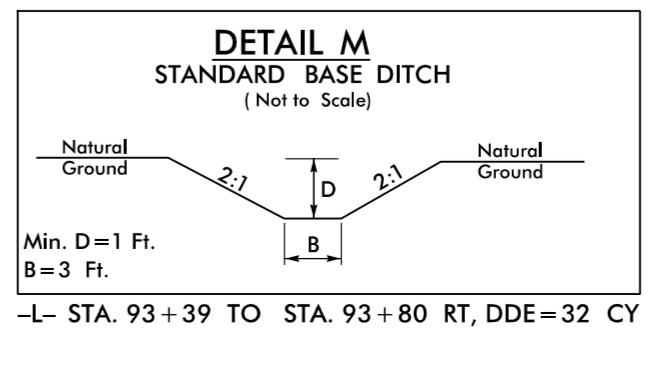 DETAIL M
STANDARD BASE DITCH
( Not to Scale)
Natural
Ground
2:1
D
2:1
Natural
Ground
B
Min. D=1 Ft.
B=3 Ft.
–L– STA. 93+39 TO STA. 93+80 RT, DDE=32 CY